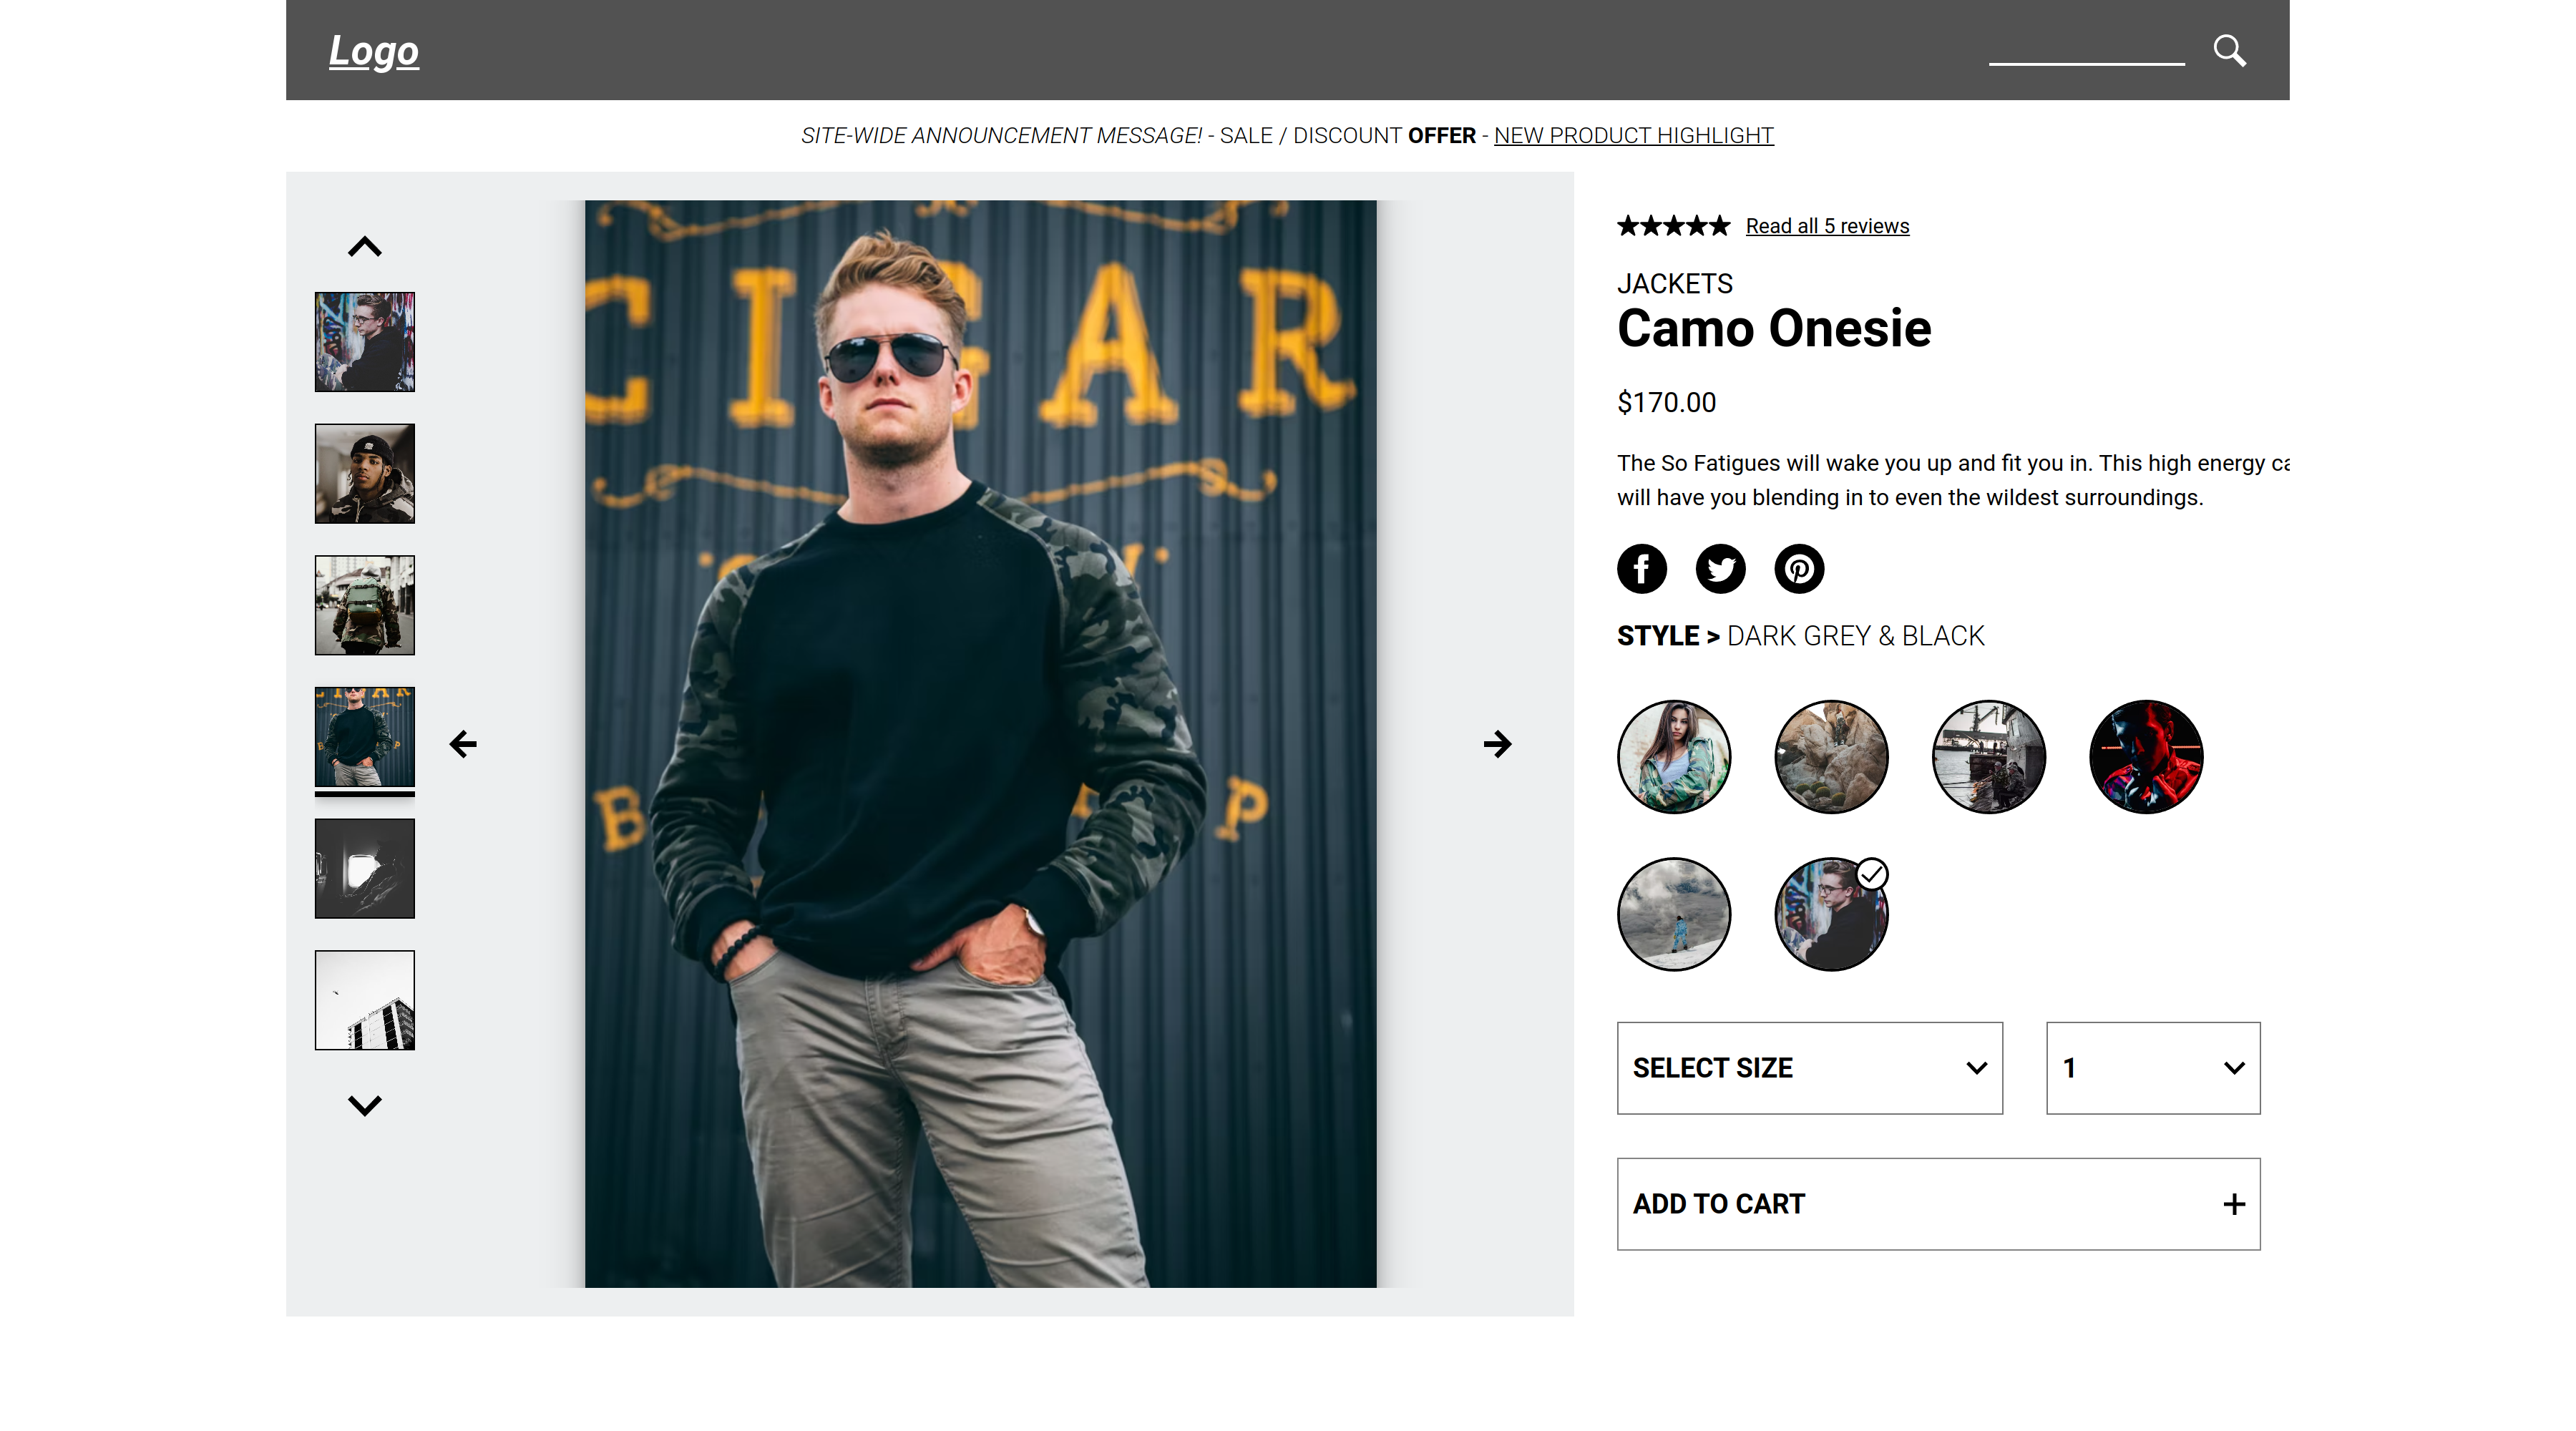 Logo
SITE-WIDE ANNOUNCEMENT MESSAGE! - SALE / DISCOUNT OFFER - NEW PRODUCT HIGHLIGHT
CIGAR
B
P
Read all 5 reviews
JACKETS
Camo Onesie
$170.00
The So Fatigues will wake you up and fit you in. This high energy
will have you blending in to even the wildest surroundings.
STYLE > DARK GREY & BLACK
SELECT SIZE
1
ADD TO CART